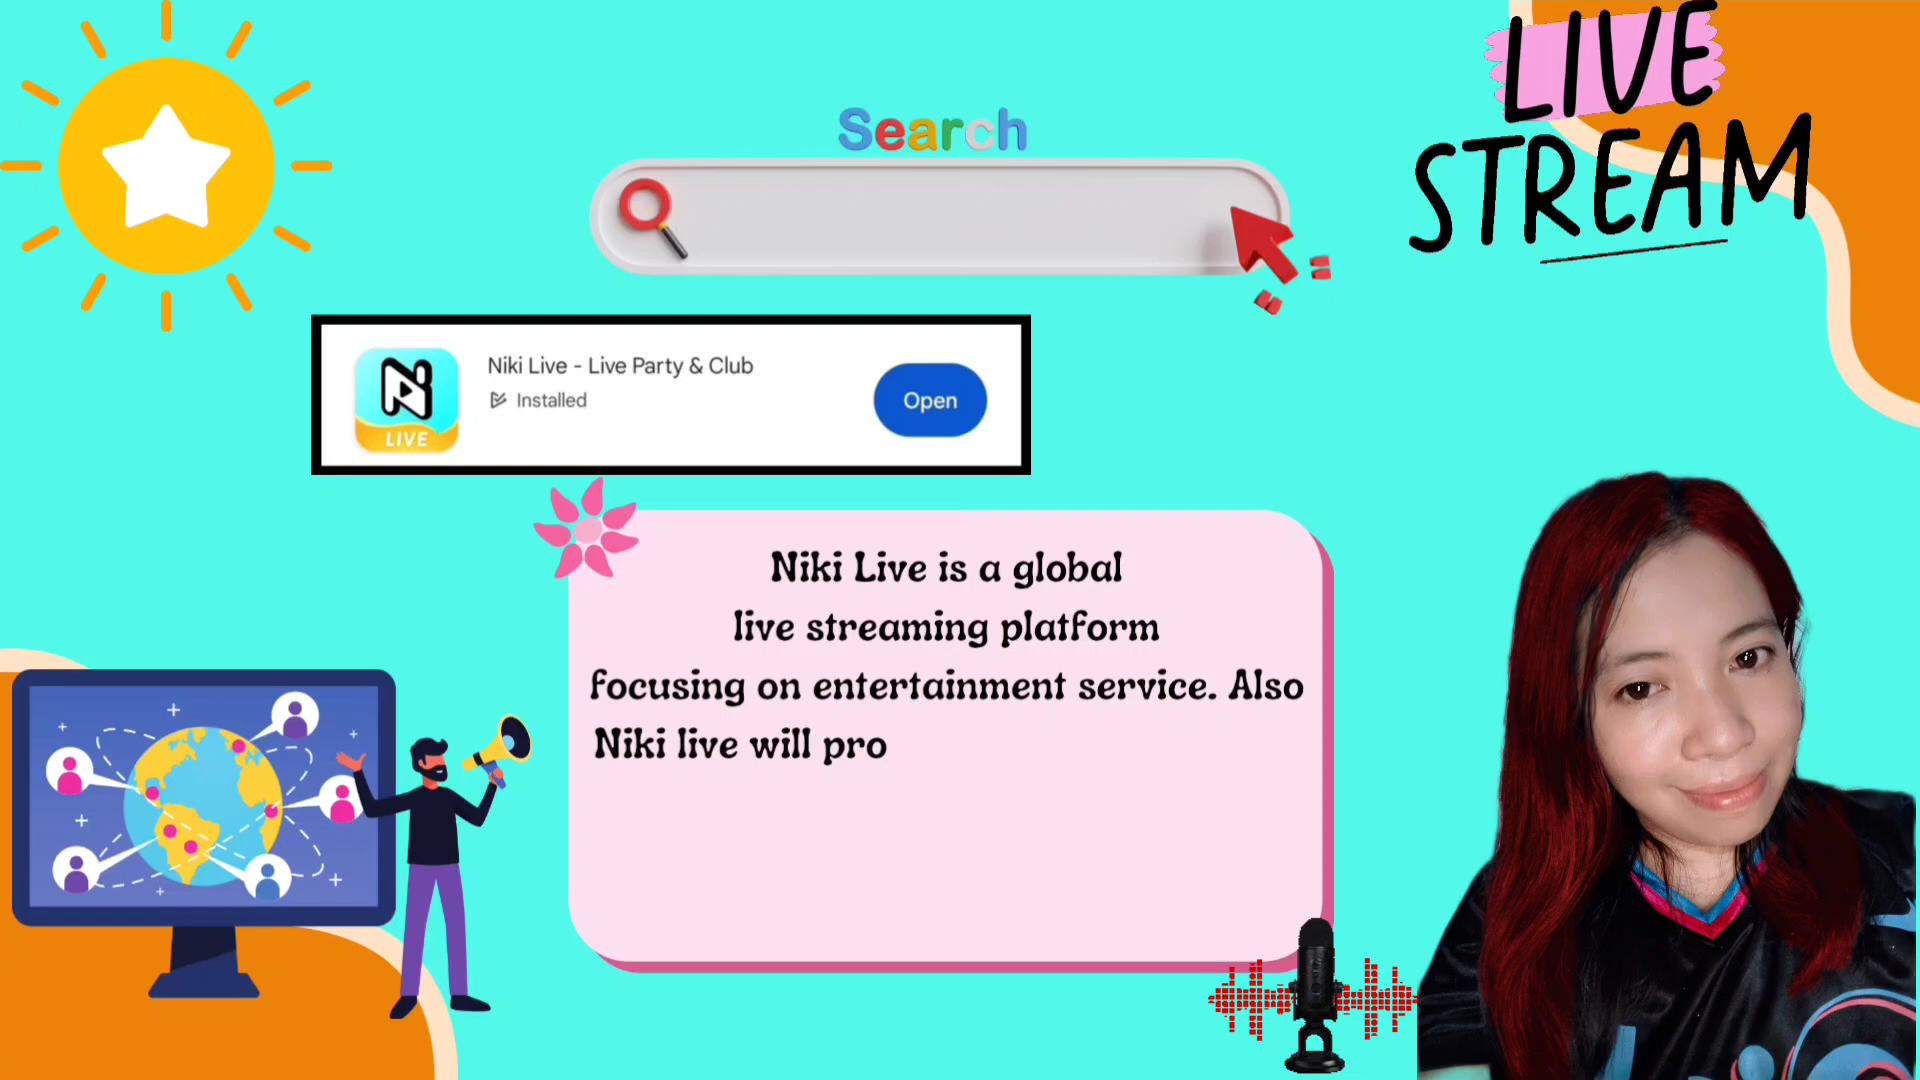 LIVE
STREAM
Search
Niki Live - Live Party & Club
Installed
Open
LIVE
Niki Live is a global
live streaming platform
focusing on entertainment service. Also
Niki live will pro